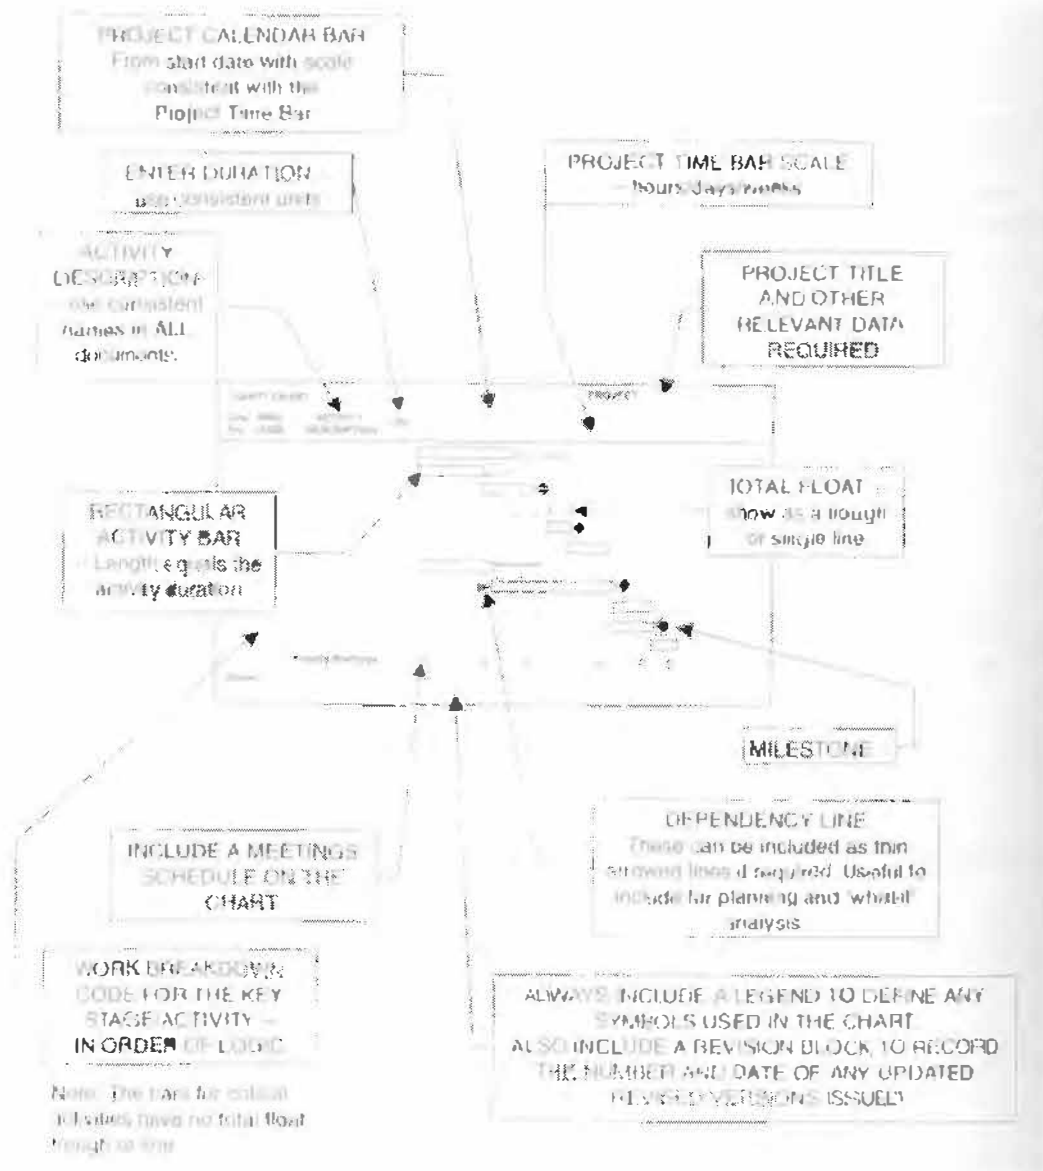 PROJECT CALENDAR BAR
From start date with scale
consistent with the
Project Time Bar
ENTER DURATION
use consistent units
PROJECT TIME BAR SCALE
hours/days/weeks
ACTIVITY
DESCRIPTION
use consistent
names in ALL
documents.
PROJECT TITLE
AND OTHER
RELEVANT DATA
REQUIRED
PROJECT
ACTIVITY
DESCRIPTION
RECTANGULAR
ACTIVITY BAR
Length equals the
activity duration
TOTAL FLOAT
show as a trough
or single line
MILESTONE
DEPENDENCY LINE
These can be included as thin
arrowed lines if required. Useful to
include for planning and 'what if'
analysis
INCLUDE A MEETINGS
SCHEDULE ON THE
CHART
WORK BREAKDOWN
CODE FOR THE KEY
STAGE ACTIVITY –
IN ORDER OF LOGIC
ALWAYS INCLUDE A LEGEND TO DEFINE ANY
SYMBOLS USED IN THE CHART
ALSO INCLUDE A REVISION BLOCK TO RECORD
THE NUMBER AND DATE OF ANY UPDATED
REVISED VERSIONS ISSUED
Note: The bars for critical
activities have no total float
trough or line